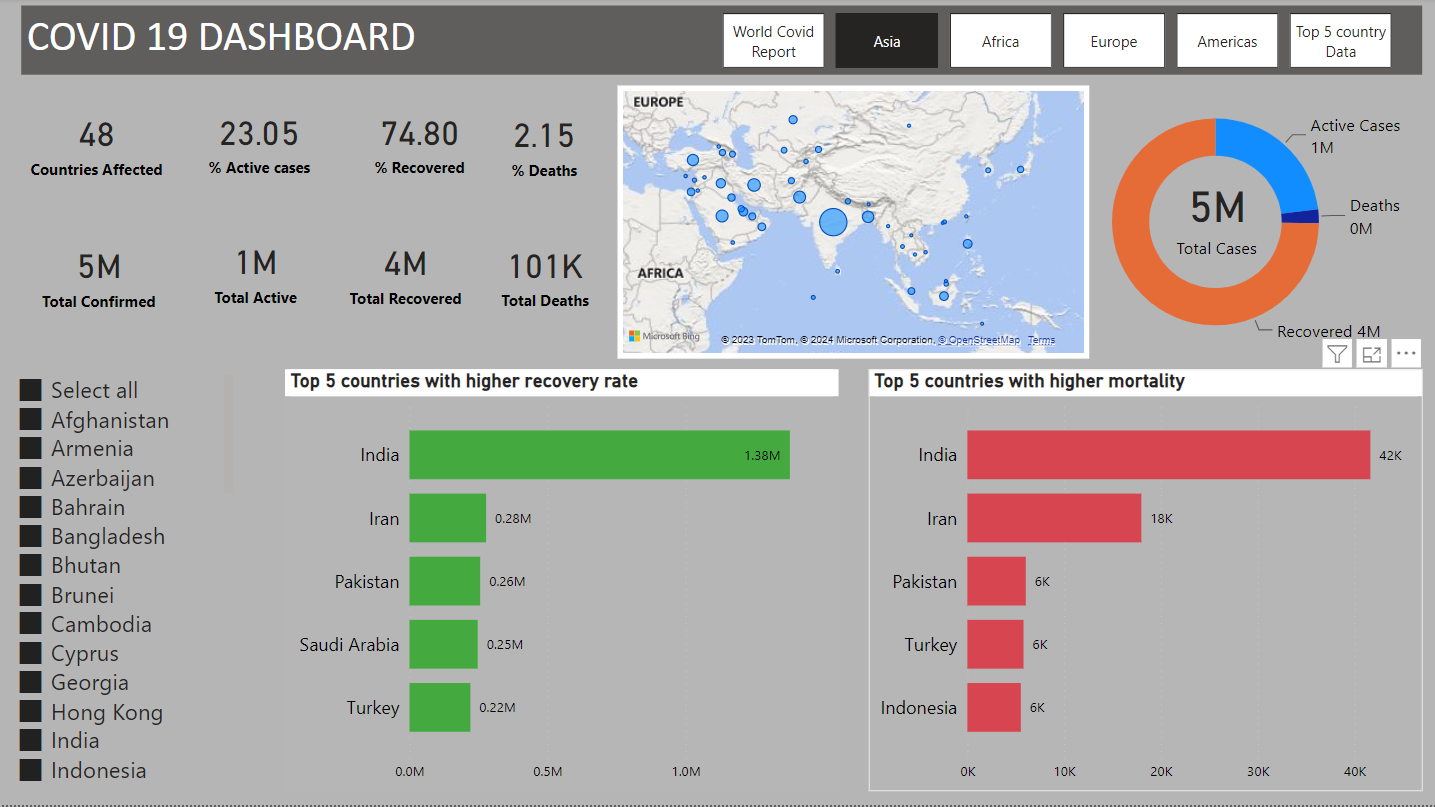 COVID 19 DASHBOARD
World Covid
Report
Asia
Africa
Europe
Americas
Top 5 country
Data
48
Countries Affected
23.05
% Active cases
74.80
% Recovered
2.15
% Deaths
5M
Total Confirmed
1M
Total Active
4M
Total Recovered
101K
Total Deaths
EUROPE
AFRICA
Microsoft Bing
© 2023 TomTom, © 2024 Microsoft Corporation, © OpenStreetMap Terms
Active Cases
1M
Deaths
0M
5M
Total Cases
Recovered 4M
Select all
Afghanistan
Armenia
Azerbaijan
Bahrain
Bangladesh
Bhutan
Brunei
Cambodia
Cyprus
Georgia
Hong Kong
India
Indonesia
Top 5 countries with higher recovery rate
India 1.38M
Iran 0.28M
Pakistan 0.26M
Saudi Arabia 0.25M
Turkey 0.22M
0.0M 0.5M 1.0M
Top 5 countries with higher mortality
India 42K
Iran 18K
Pakistan 6K
Turkey 6K
Indonesia 6K
0K 10K 20K 30K 40K